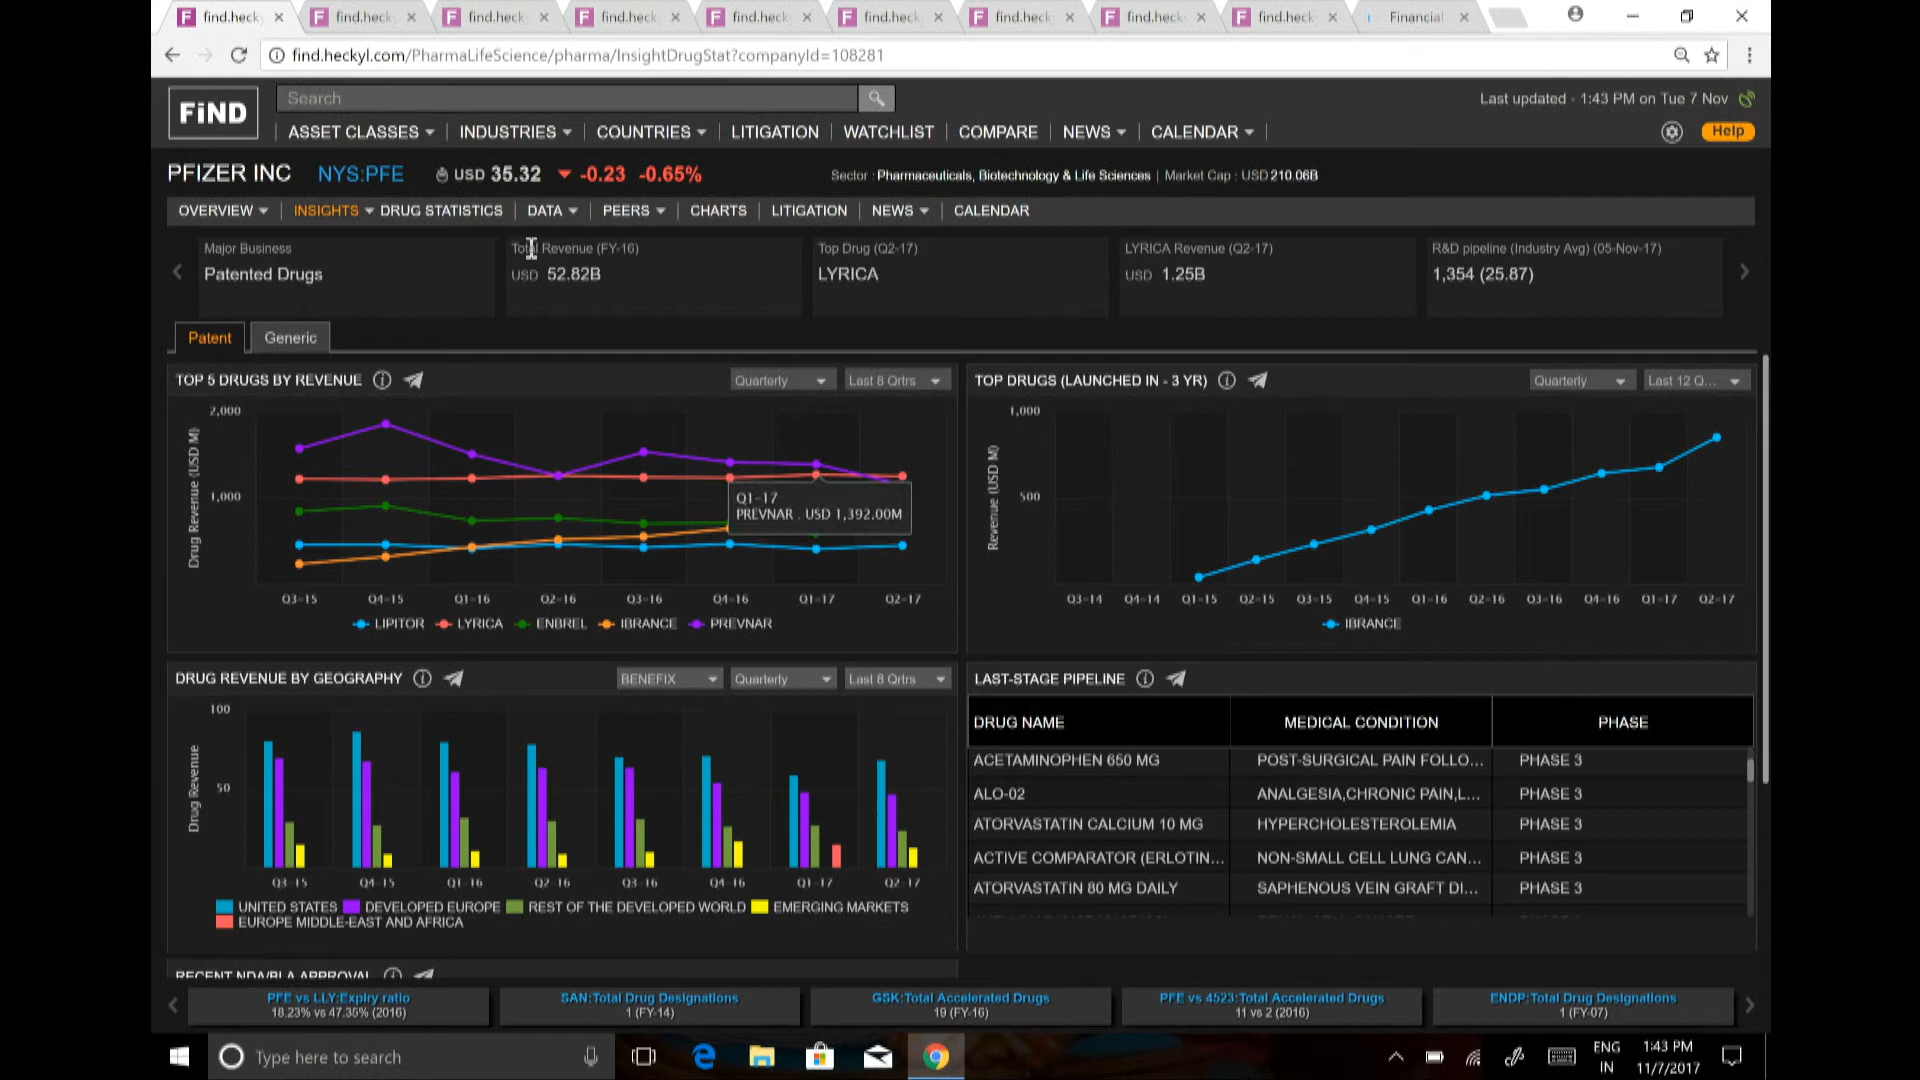 find.heck
find.heck
find.heck
find.heck
find.heck
find.heck
find.heck
find.heck
find.heck
Financial
find.heckyl.com/PharmaLifeScience/pharma/InsightDrugStat?companyId=108281
FiND
Search
Last updated - 1:43 PM on Tue 7 Nov
ASSET CLASSES INDUSTRIES COUNTRIES LITIGATION WATCHLIST COMPARE NEWS CALENDAR
Help
PFIZER INC NYS:PFE USD 35.32 -0.23 -0.65%
Sector : Pharmaceuticals, Biotechnology & Life Sciences | Market Cap : USD 210.06B
OVERVIEW INSIGHTS DRUG STATISTICS DATA PEERS CHARTS LITIGATION NEWS CALENDAR
Major Business
Patented Drugs
Total Revenue (FY-16)
USD 52.82B
Top Drug (Q2-17)
LYRICA
LYRICA Revenue (Q2-17)
USD 1.25B
R&D pipeline (Industry Avg) (05-Nov-17)
1,354 (25.87)
Patent Generic
TOP 5 DRUGS BY REVENUE
Quarterly Last 8 Qrtrs
2,000
1,000
Drug Revenue (USD M)
Q1-17
PREVNAR . USD 1,392.00M
Q3-15 Q4-15 Q1-16 Q2-16 Q3-16 Q4-16 Q1-17 Q2-17
LIPITOR LYRICA ENBREL IBRANCE PREVNAR
TOP DRUGS (LAUNCHED IN - 3 YR)
Quarterly Last 12 Q...
1,000
500
Revenue (USD M)
Q3-14 Q4-14 Q1-15 Q2-15 Q3-15 Q4-15 Q1-16 Q2-16 Q3-16 Q4-16 Q1-17 Q2-17
IBRANCE
DRUG REVENUE BY GEOGRAPHY
BENEFIX Quarterly Last 8 Qrtrs
100
50
Drug Revenue
Q3-15 Q4-15 Q1-16 Q2-16 Q3-16 Q4-16 Q1-17 Q2-17
UNITED STATES DEVELOPED EUROPE REST OF THE DEVELOPED WORLD EMERGING MARKETS
EUROPE MIDDLE-EAST AND AFRICA
LAST-STAGE PIPELINE
DRUG NAME MEDICAL CONDITION PHASE
ACETAMINOPHEN 650 MG POST-SURGICAL PAIN FOLLO... PHASE 3
ALO-02 ANALGESIA,CHRONIC PAIN,L... PHASE 3
ATORVASTATIN CALCIUM 10 MG HYPERCHOLESTEROLEMIA PHASE 3
ACTIVE COMPARATOR (ERLOTIN... NON-SMALL CELL LUNG CAN... PHASE 3
ATORVASTATIN 80 MG DAILY SAPHENOUS VEIN GRAFT DI... PHASE 3
RECENT NDA/BLA APPROVAL
PFE vs LLY:Expiry ratio
18.23% vs 47.35% (2016)
SAN:Total Drug Designations
1 (FY-14)
GSK:Total Accelerated Drugs
19 (FY-16)
PFE vs 4523:Total Accelerated Drugs
11 vs 2 (2016)
ENDP:Total Drug Designations
1 (FY-07)
Type here to search
ENG
IN
1:43 PM
11/7/2017